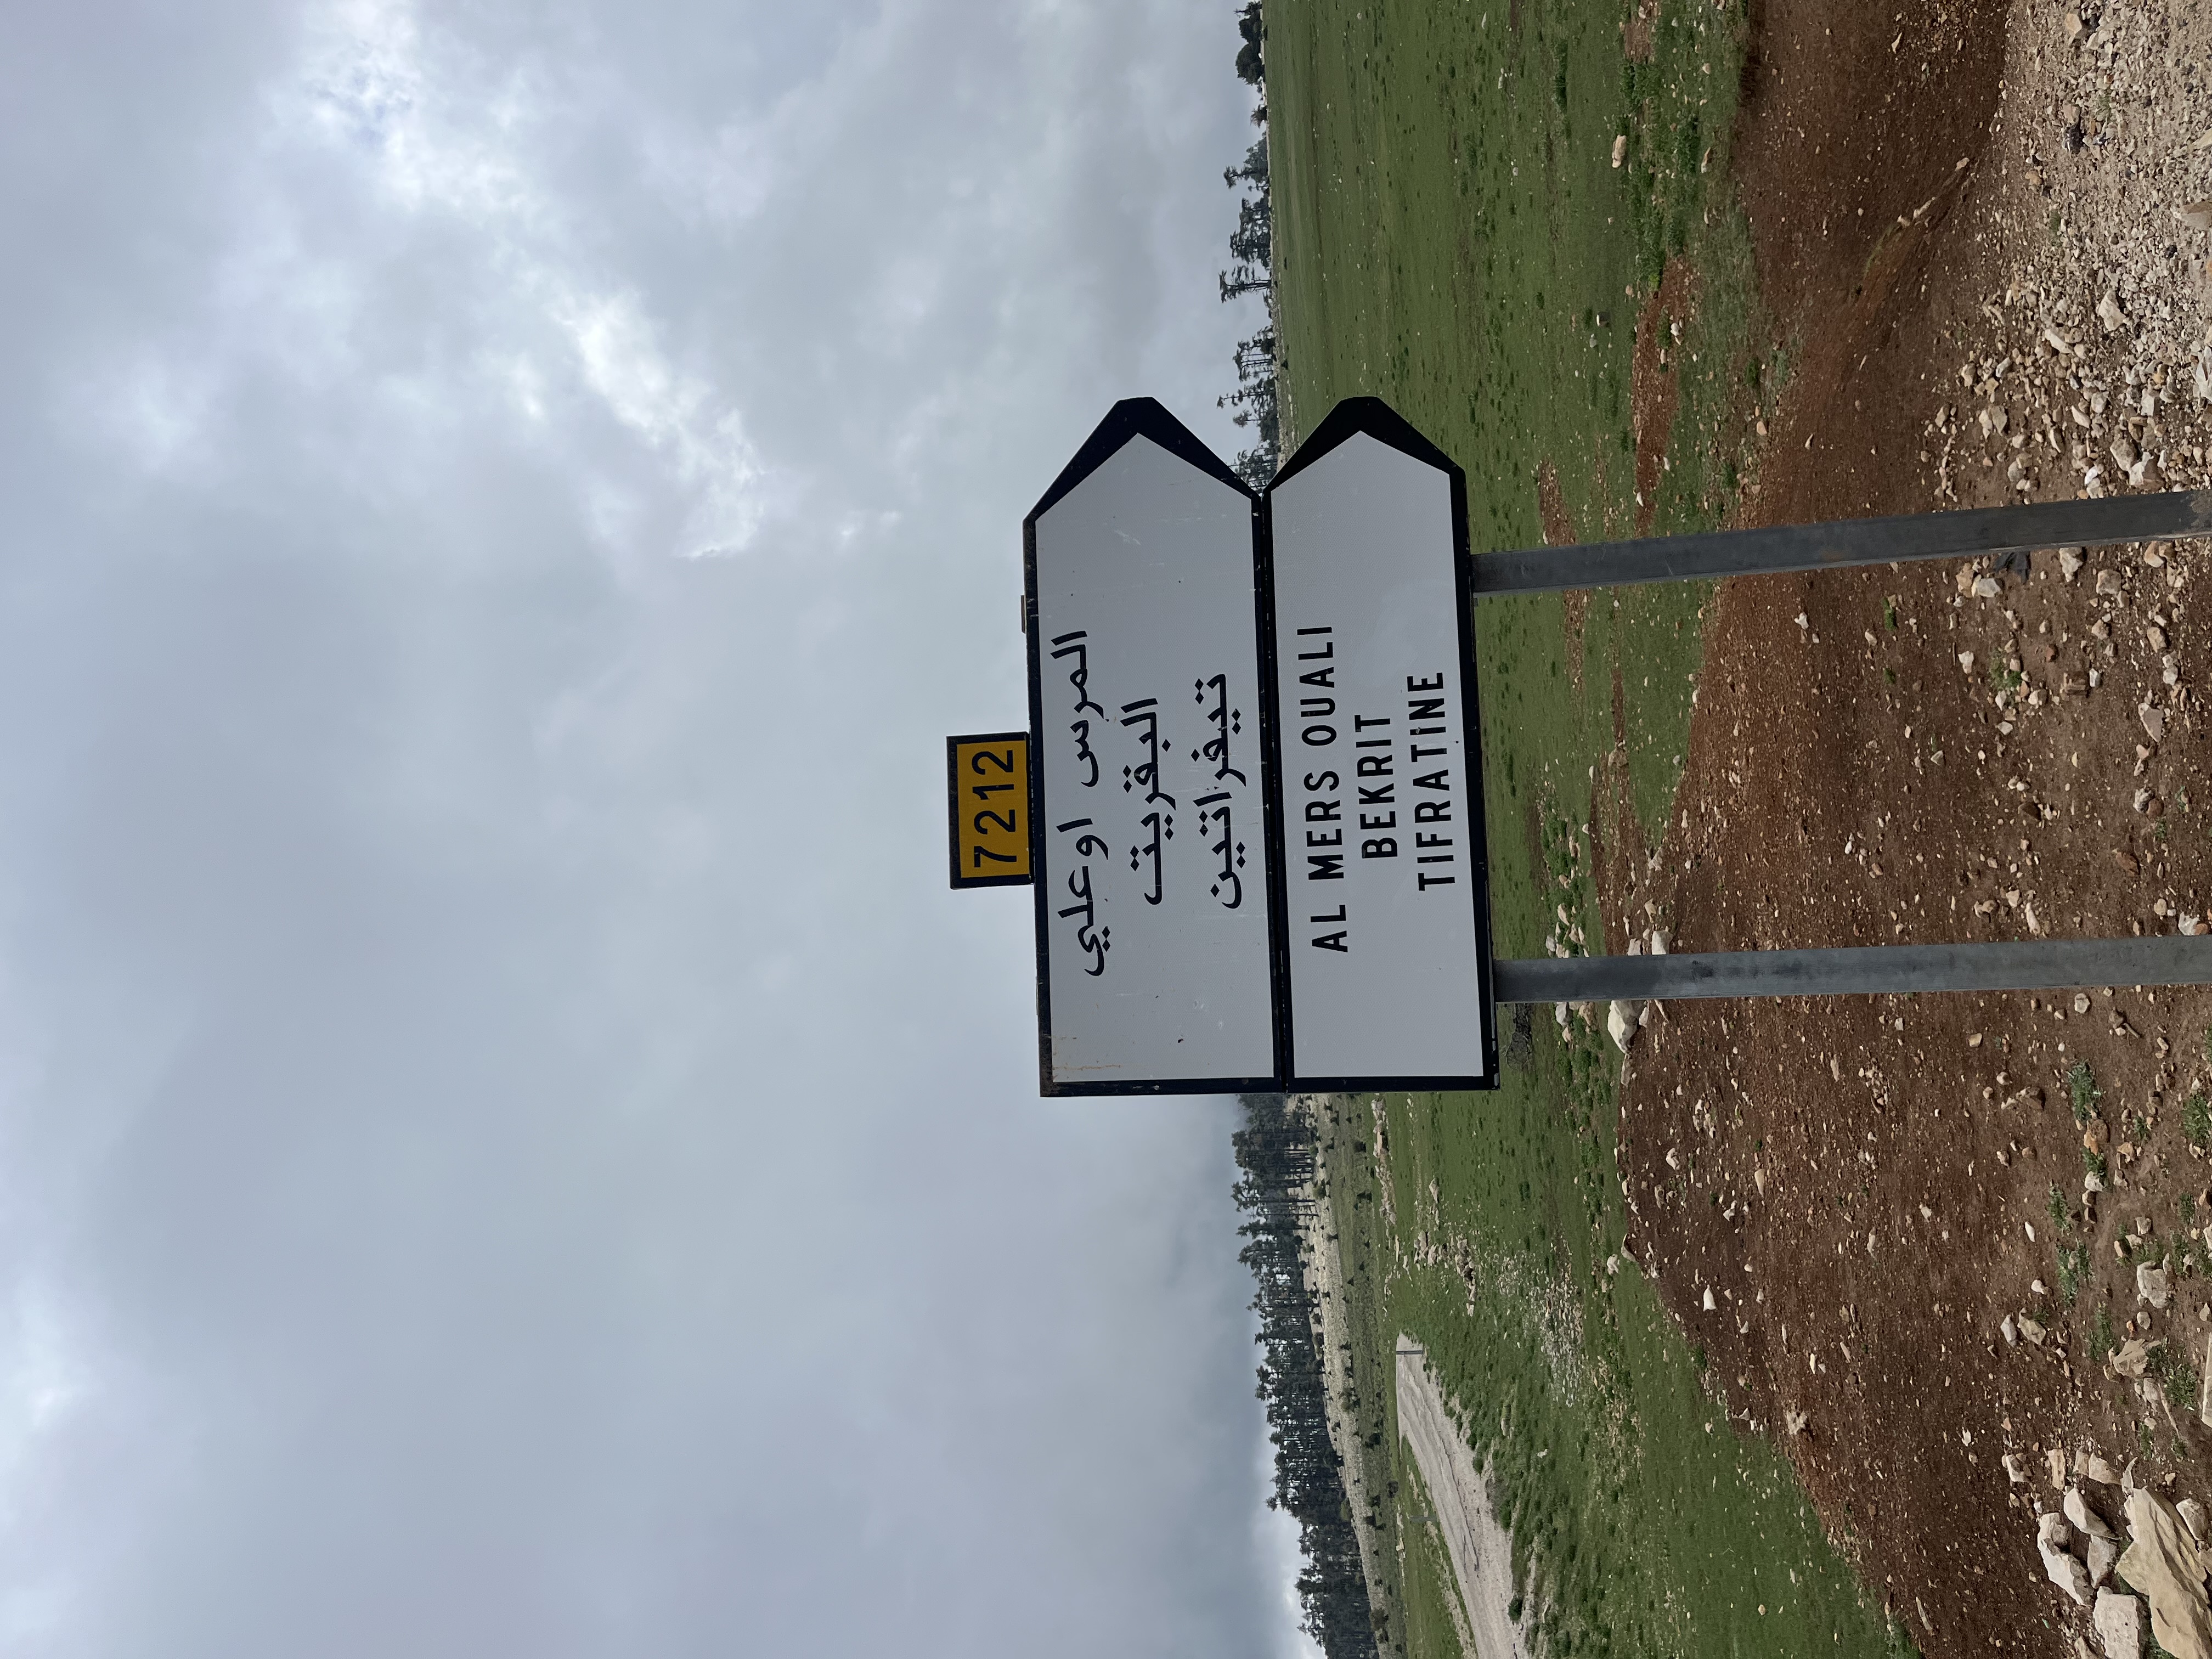 7212
المرس اوعلي
البقريت
تيفراتين
AL MERS OUALI
BEKRIT
TIFRATINE